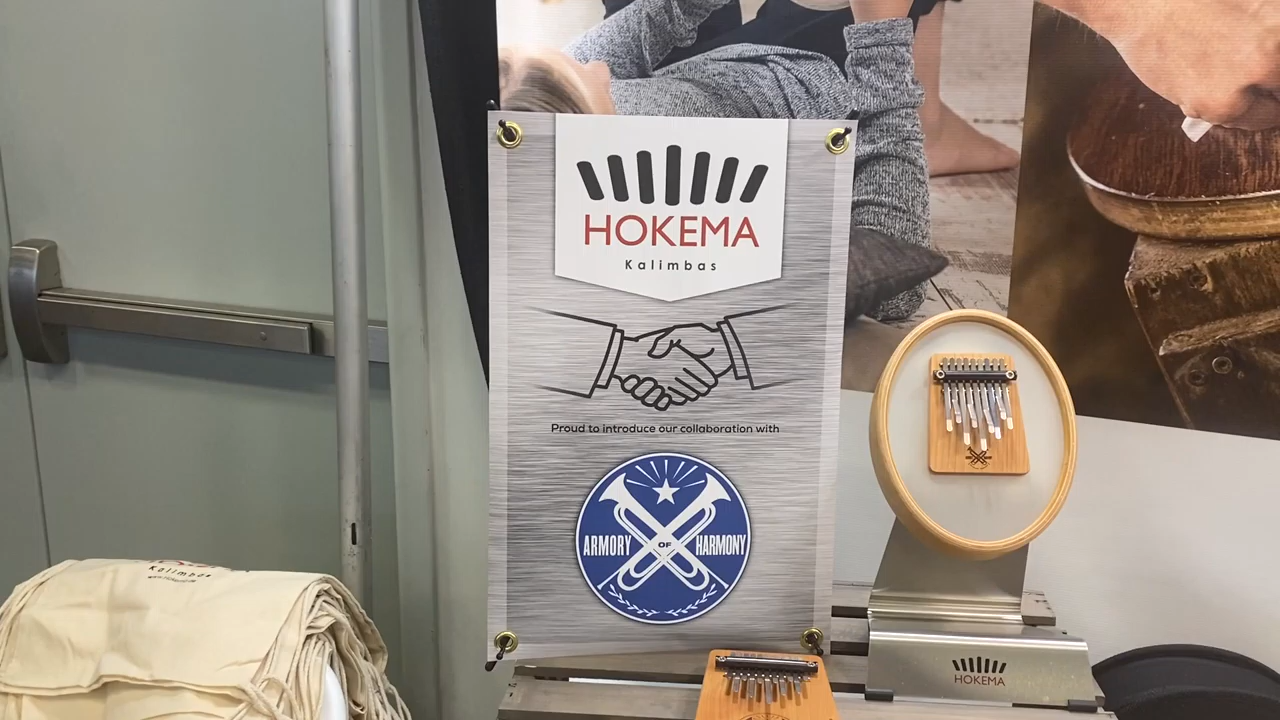 HOKEMA
Kalimbas
Proud to introduce our collaboration with
ARMORY OF HARMONY
Kalimbas
HOKEMA